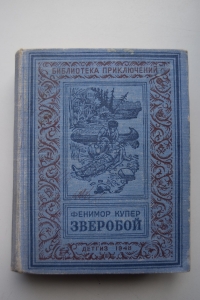 БИБЛИОТЕКА ПРИКЛЮЧЕНИЙ
ФЕНИМОР КУПЕР
ЗВЕРОБОЙ
ДЕТГИЗ 1948